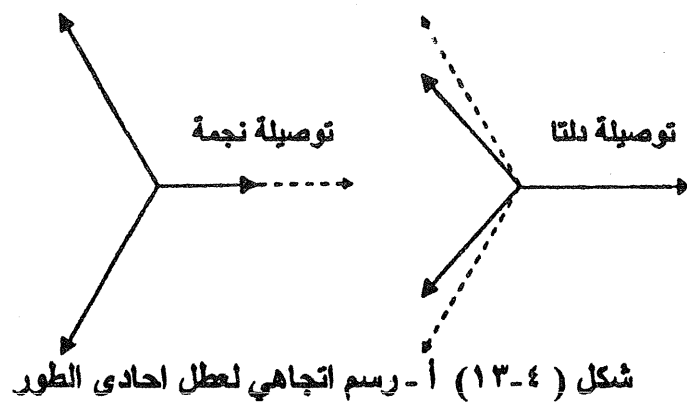 توصيلة نجمة
توصيلة دلتا
شكل ( ٤-١٣) أ - رسم اتجاهي لعطل احادى الطور